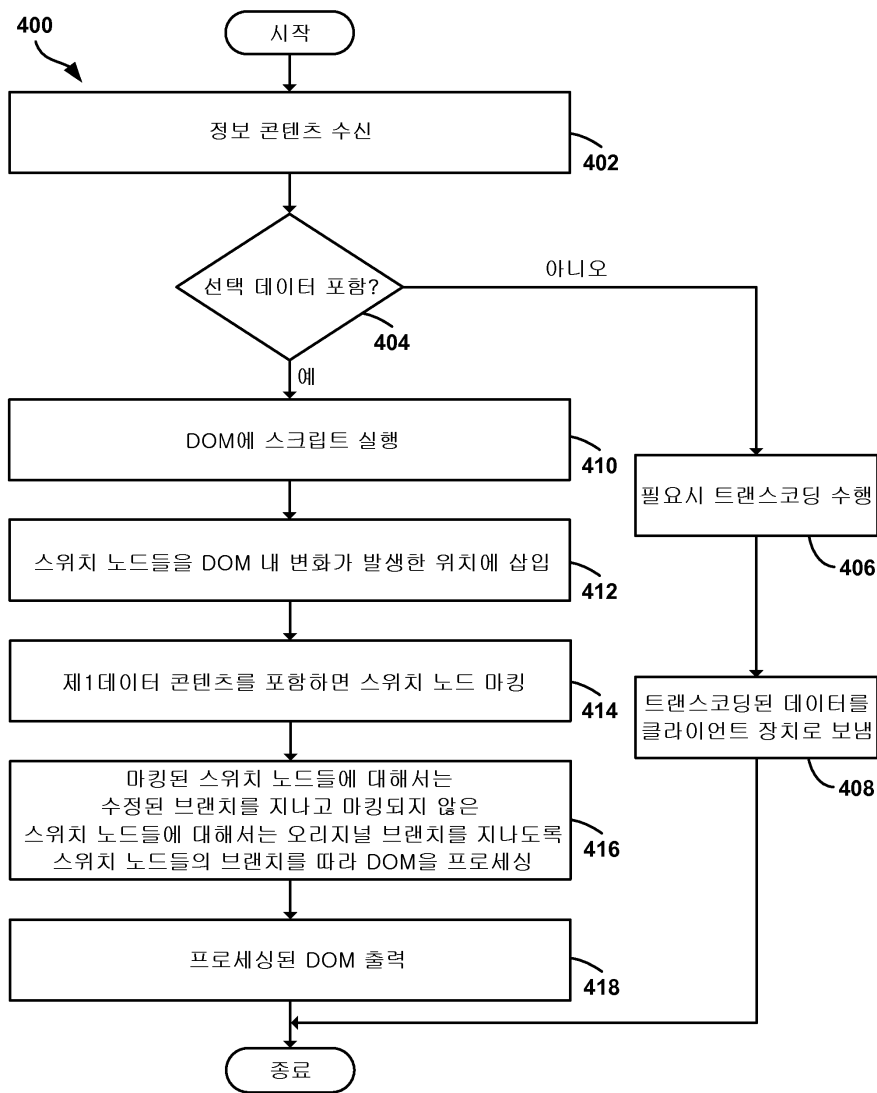 400
시작
정보 콘텐츠 수신
402
선택 데이터 포함?
404
아니오
예
DOM에 스크립트 실행
410
필요시 트랜스코딩 수행
406
스위치 노드들을 DOM 내 변화가 발생한 위치에 삽입
412
제1데이터 콘텐츠를 포함하면 스위치 노드 마킹
414
트랜스코딩된 데이터를
클라이언트 장치로 보냄
408
마킹된 스위치 노드들에 대해서는
수정된 브랜치를 지나고 마킹되지 않은
스위치 노드들에 대해서는 오리지널 브랜치를 지나도록
스위치 노드들의 브랜치를 따라 DOM을 프로세싱
416
프로세싱된 DOM 출력
418
종료